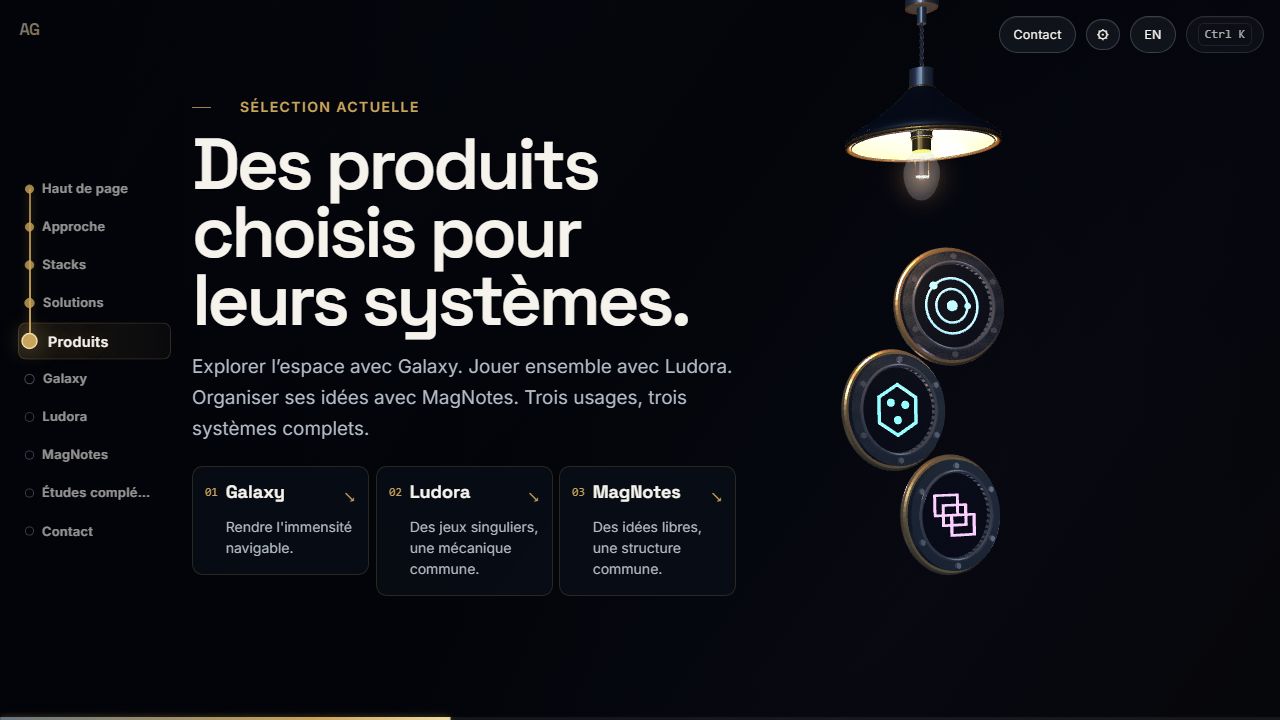 AG
Contact
EN
Ctrl K
Haut de page
Approche
Stacks
Solutions
Produits
Galaxy
Ludora
MagNotes
Études complé...
Contact
SÉLECTION ACTUELLE
Des produits
choisis pour
leurs systèmes.
Explorer l’espace avec Galaxy. Jouer ensemble avec Ludora.
Organiser ses idées avec MagNotes. Trois usages, trois
systèmes complets.
01 Galaxy ↘
Rendre l'immensité
navigable.
02 Ludora ↘
Des jeux singuliers,
une mécanique
commune.
03 MagNotes ↘
Des idées libres,
une structure
commune.